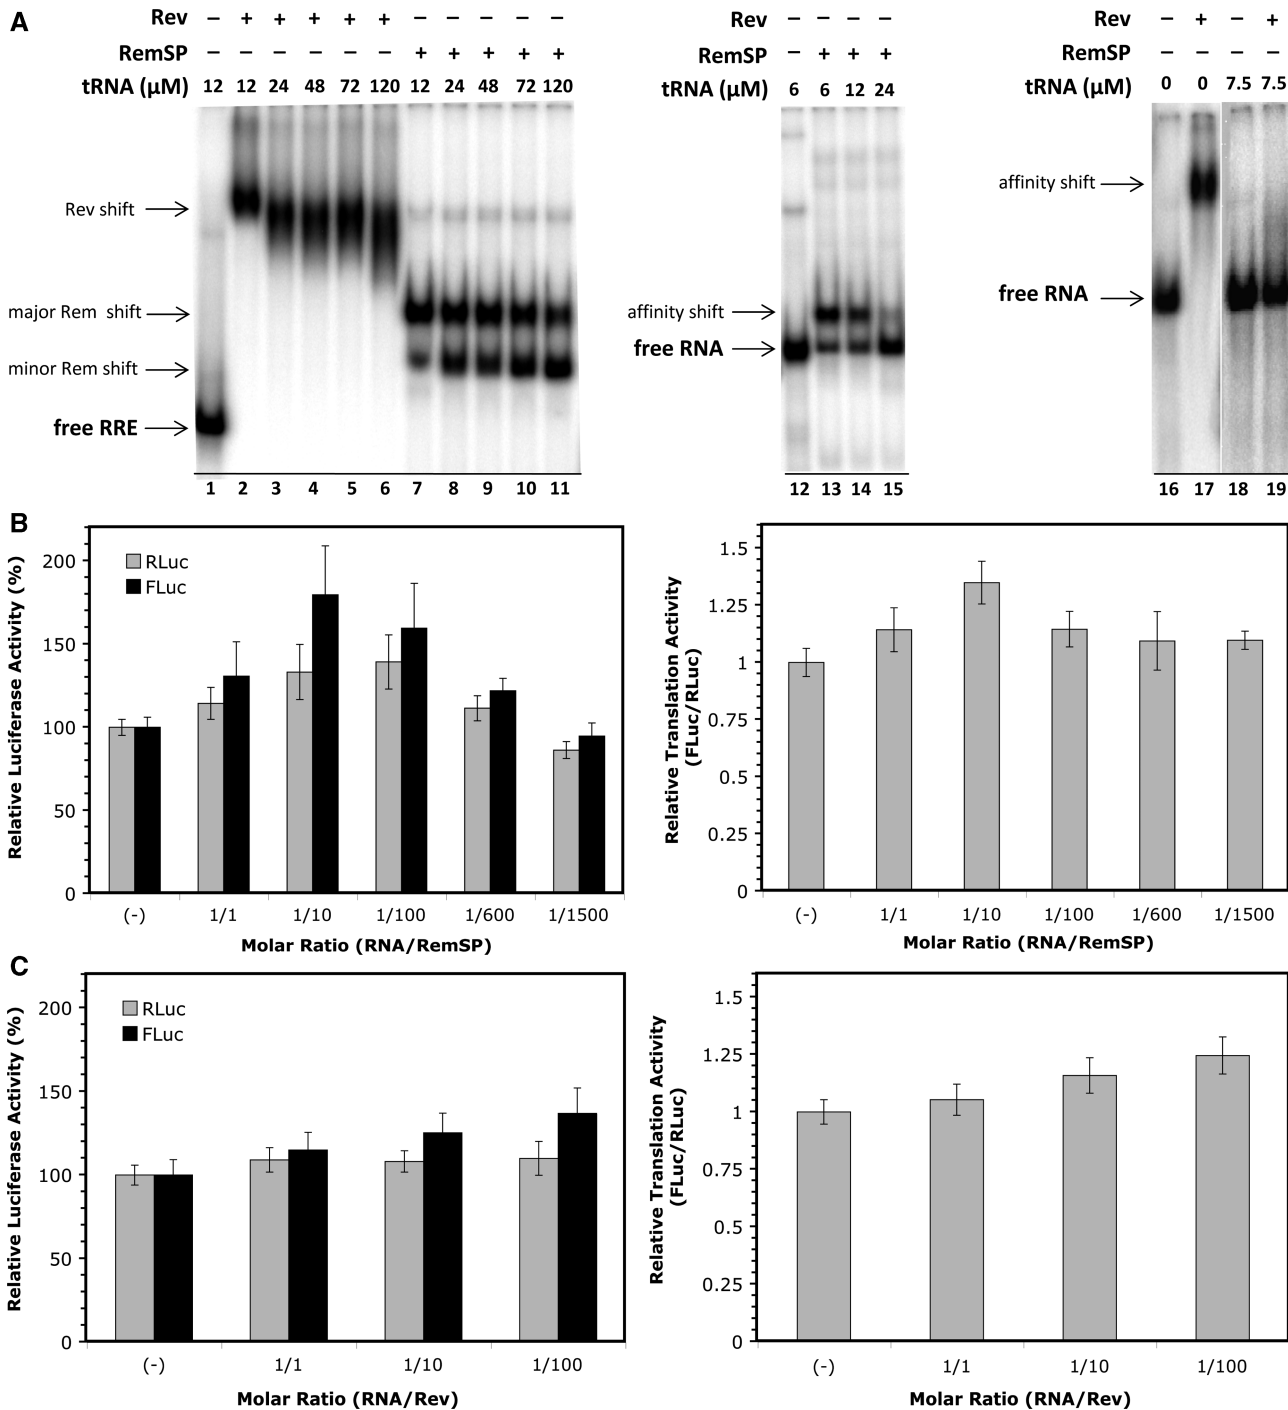 A
Rev – + + + + +
RemSP – – – – – – + + + + +
tRNA (µM) 12 12 24 48 72 120 12 24 48 72 120
Rev shift
major Rem shift
minor Rem shift
free RRE
1 2 3 4 5 6 7 8 9 10 11
Rev – – – –
RemSP – + + +
tRNA (µM) 6 6 12 24
affinity shift
free RNA
12 13 14 15
Rev – + – +
RemSP – – – –
tRNA (µM) 0 0 7.5 7.5
affinity shift
free RNA
16 17 18 19
B
Relative Luciferase Activity (%)
200
150
100
50
0
RLuc
FLuc
(-) 1/1 1/10 1/100 1/600 1/1500
Molar Ratio (RNA/RemSP)
Relative Translation Activity
(FLuc/RLuc)
1.5
1.25
1
0.75
0.5
0.25
0
(-) 1/1 1/10 1/100 1/600 1/1500
Molar Ratio (RNA/RemSP)
C
Relative Luciferase Activity (%)
200
150
100
50
0
RLuc
FLuc
(-) 1/1 1/10 1/100
Molar Ratio (RNA/Rev)
Relative Translation Activity
(FLuc/RLuc)
1.5
1.25
1
0.75
0.5
0.25
0
(-) 1/1 1/10 1/100
Molar Ratio (RNA/Rev)